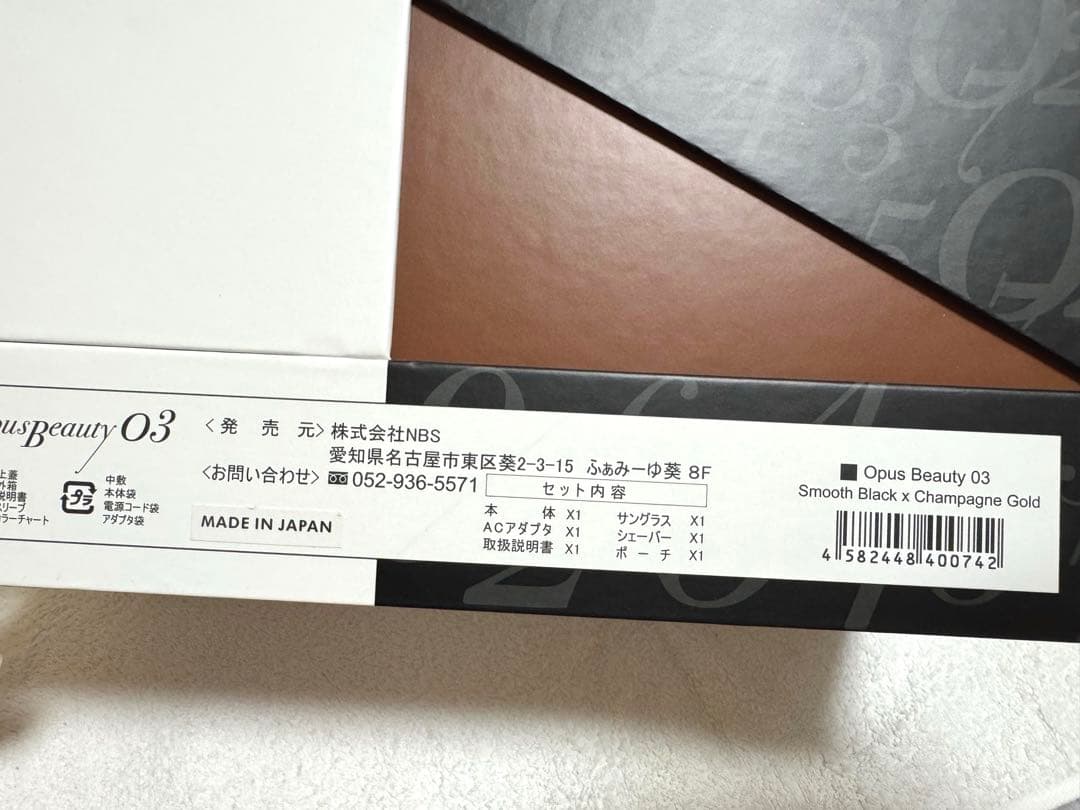 Beauty 03
<発売元> 株式会社NBS
愛知県名古屋市東区葵2-3-15 ふぁみーゆ葵 8F
<お問い合わせ> 052-936-5571
セット内容
本体 X1 サングラス X1
ACアダプタ X1 シェーバー X1
取扱説明書 X1 ポーチ X1
MADE IN JAPAN
上蓋
外箱
説明書
スリーブ
カラーチャート
プラ
中敷
本体袋
電源コード袋
アダプタ袋
■ Opus Beauty 03
Smooth Black x Champagne Gold
4 582448 400742